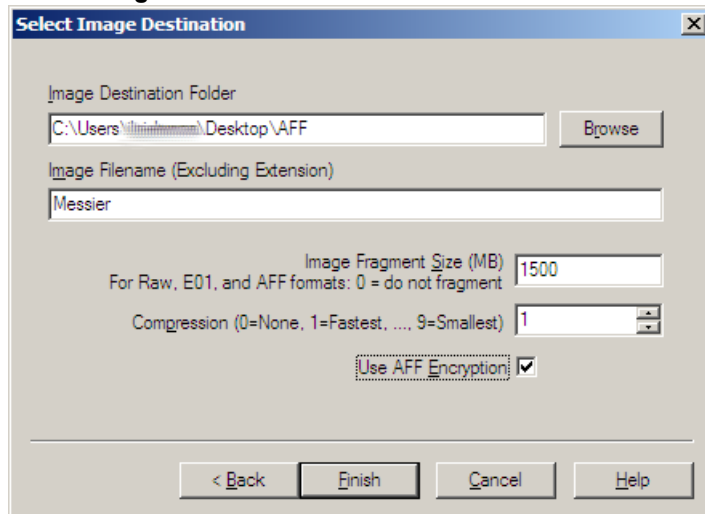 Select Image Destination
Image Destination Folder
C:\Users\ \Desktop\AFF
Browse
Image Filename (Excluding Extension)
Messier
Image Fragment Size (MB)
For Raw, E01, and AFF formats: 0 = do not fragment
1500
Compression (0=None, 1=Fastest, ..., 9=Smallest)
1
Use AFF Encryption
< Back
Finish
Cancel
Help